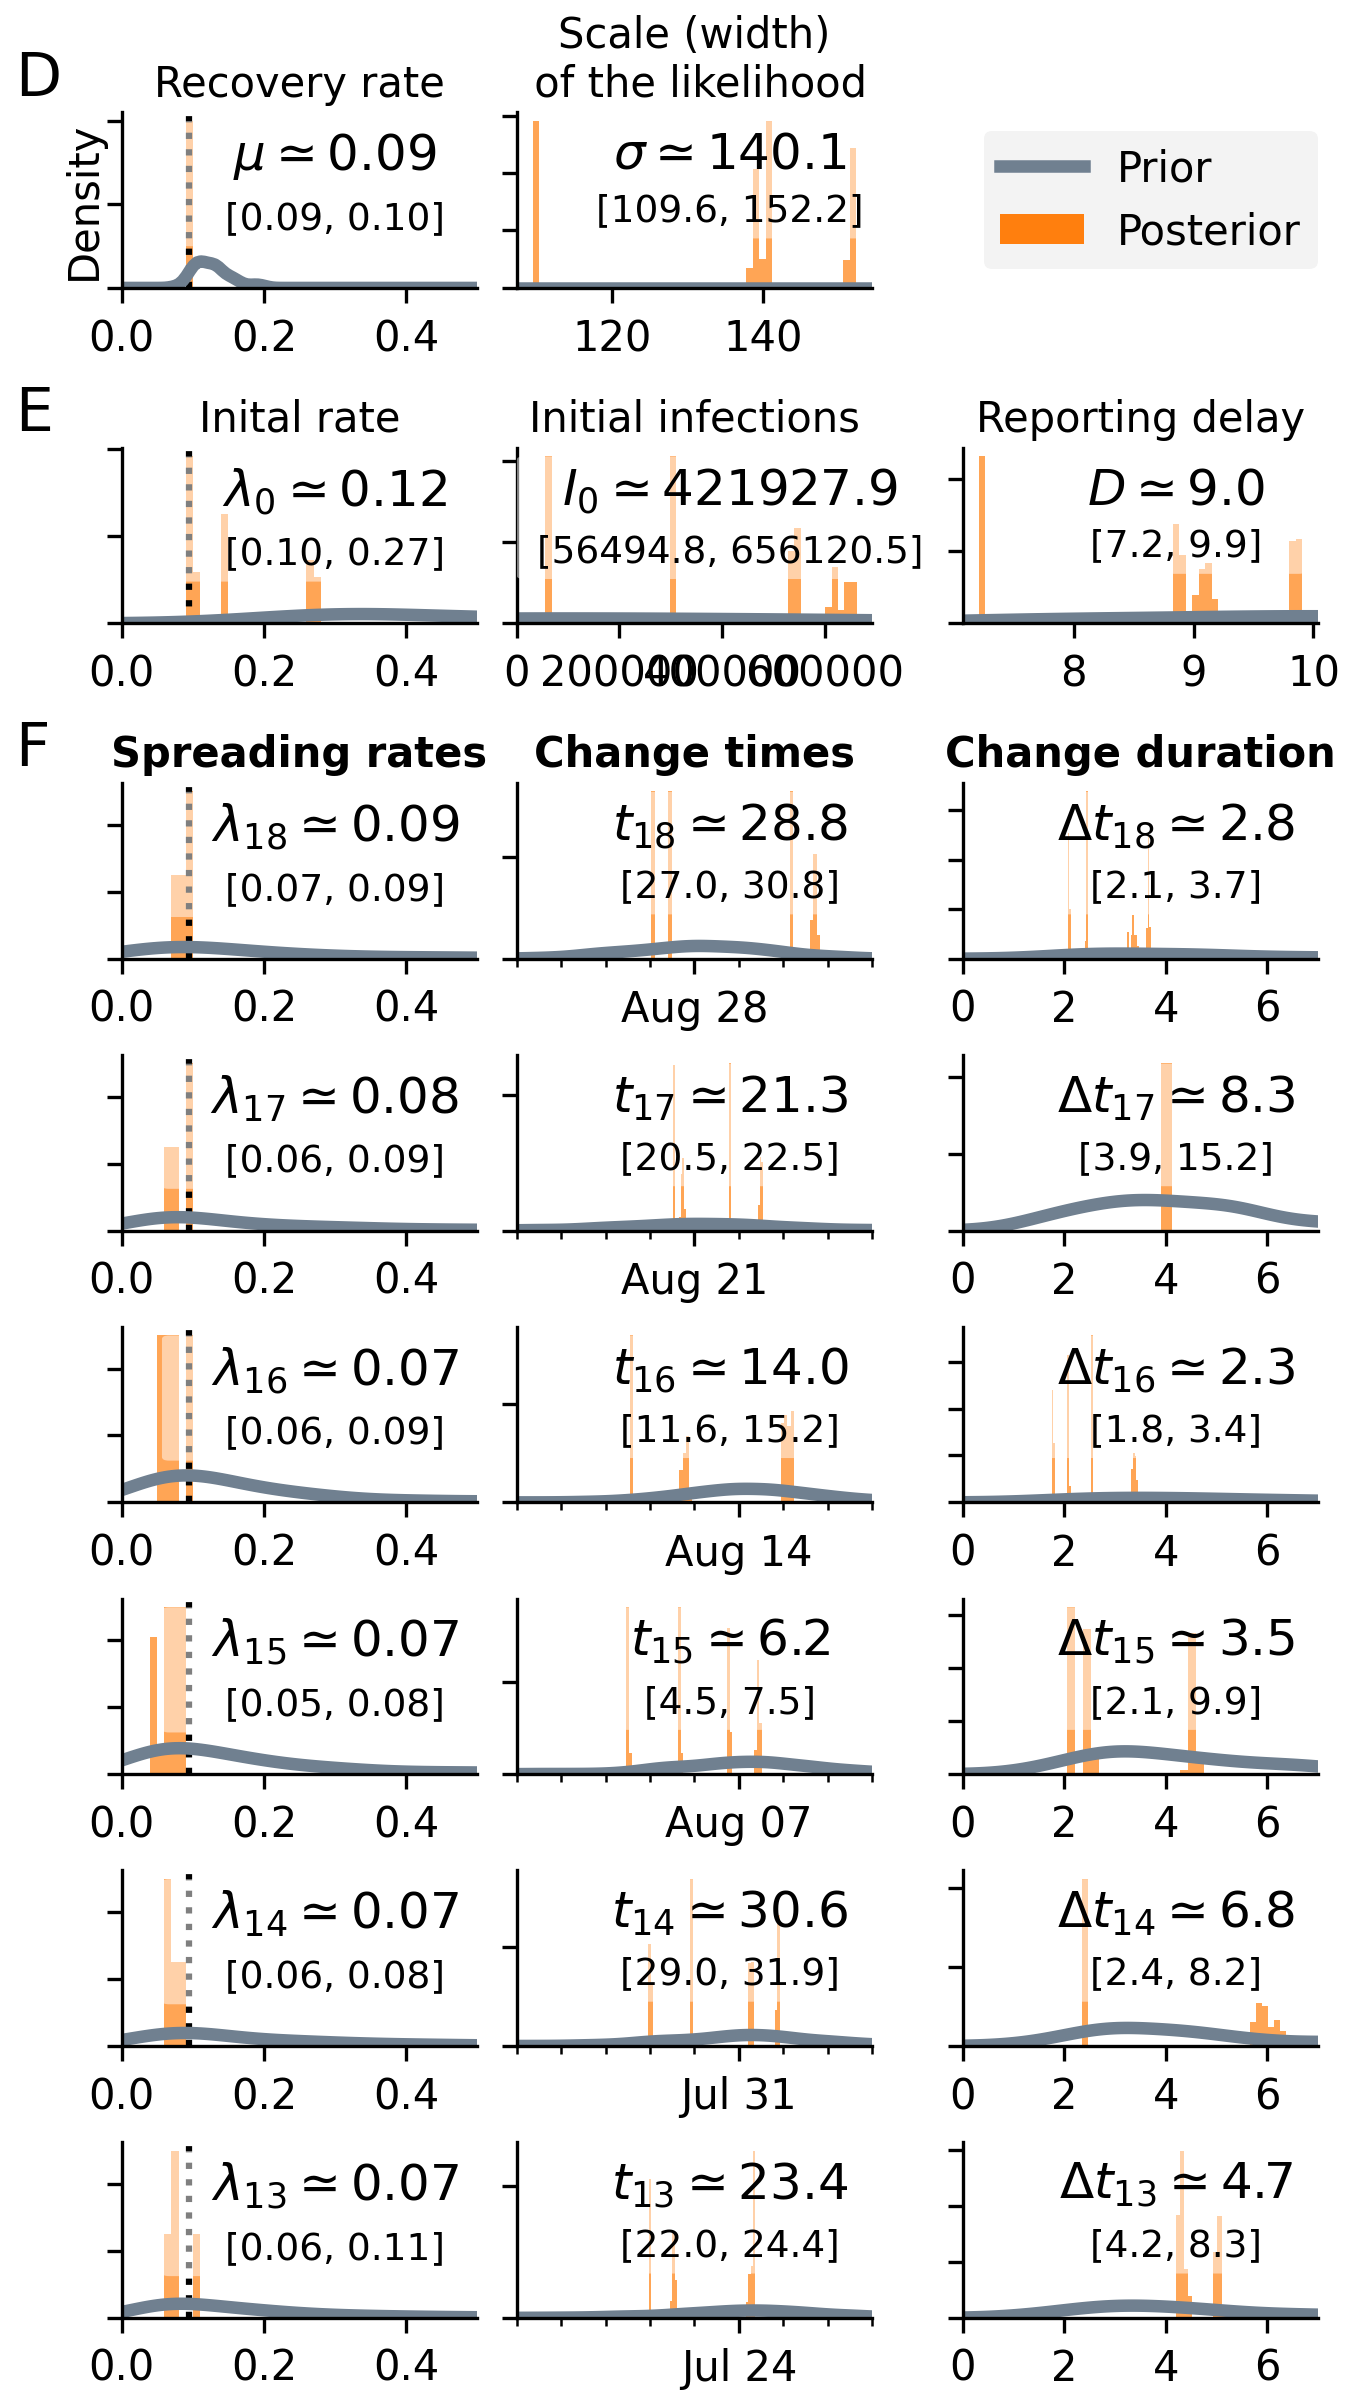 D
Recovery rate
Scale (width)
of the likelihood
Density
μ ≃ 0.09
[0.09, 0.10]
0.0 0.2 0.4
σ ≃ 140.1
[109.6, 152.2]
120 140
Prior
Posterior
E
Inital rate
Initial infections
Reporting delay
λ₀ ≃ 0.12
[0.10, 0.27]
0.0 0.2 0.4
I₀ ≃ 421927.9
[56494.8, 656120.5]
0 200000 400000 600000
D ≃ 9.0
[7.2, 9.9]
8 9 10
F
Spreading rates
Change times
Change duration
λ₁₈ ≃ 0.09
[0.07, 0.09]
0.0 0.2 0.4
t₁₈ ≃ 28.8
[27.0, 30.8]
Aug 28
Δt₁₈ ≃ 2.8
[2.1, 3.7]
0 2 4 6
λ₁₇ ≃ 0.08
[0.06, 0.09]
0.0 0.2 0.4
t₁₇ ≃ 21.3
[20.5, 22.5]
Aug 21
Δt₁₇ ≃ 8.3
[3.9, 15.2]
0 2 4 6
λ₁₆ ≃ 0.07
[0.06, 0.09]
0.0 0.2 0.4
t₁₆ ≃ 14.0
[11.6, 15.2]
Aug 14
Δt₁₆ ≃ 2.3
[1.8, 3.4]
0 2 4 6
λ₁₅ ≃ 0.07
[0.05, 0.08]
0.0 0.2 0.4
t₁₅ ≃ 6.2
[4.5, 7.5]
Aug 07
Δt₁₅ ≃ 3.5
[2.1, 9.9]
0 2 4 6
λ₁₄ ≃ 0.07
[0.06, 0.08]
0.0 0.2 0.4
t₁₄ ≃ 30.6
[29.0, 31.9]
Jul 31
Δt₁₄ ≃ 6.8
[2.4, 8.2]
0 2 4 6
λ₁₃ ≃ 0.07
[0.06, 0.11]
0.0 0.2 0.4
t₁₃ ≃ 23.4
[22.0, 24.4]
Jul 24
Δt₁₃ ≃ 4.7
[4.2, 8.3]
0 2 4 6